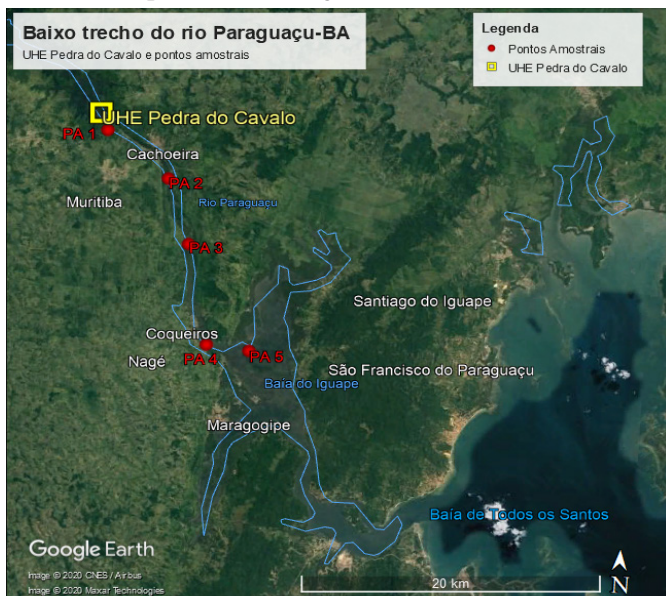 Baixo trecho do rio Paraguaçu-BA
UHE Pedra do Cavalo e pontos amostrais
Legenda
Pontos Amostrais
UHE Pedra do Cavalo
UHE Pedra do Cavalo
PA 1
Cachoeira
PA 2
Muritiba
Rio Paraguaçu
PA 3
Santiago do Iguape
Coqueiros
PA 4
PA 5
Nagé
São Francisco do Paraguaçu
Baía do Iguape
Maragogipe
Baía de Todos os Santos
Google Earth
Image © 2020 CNES / Airbus
Image © 2020 Maxar Technologies
20 km
N